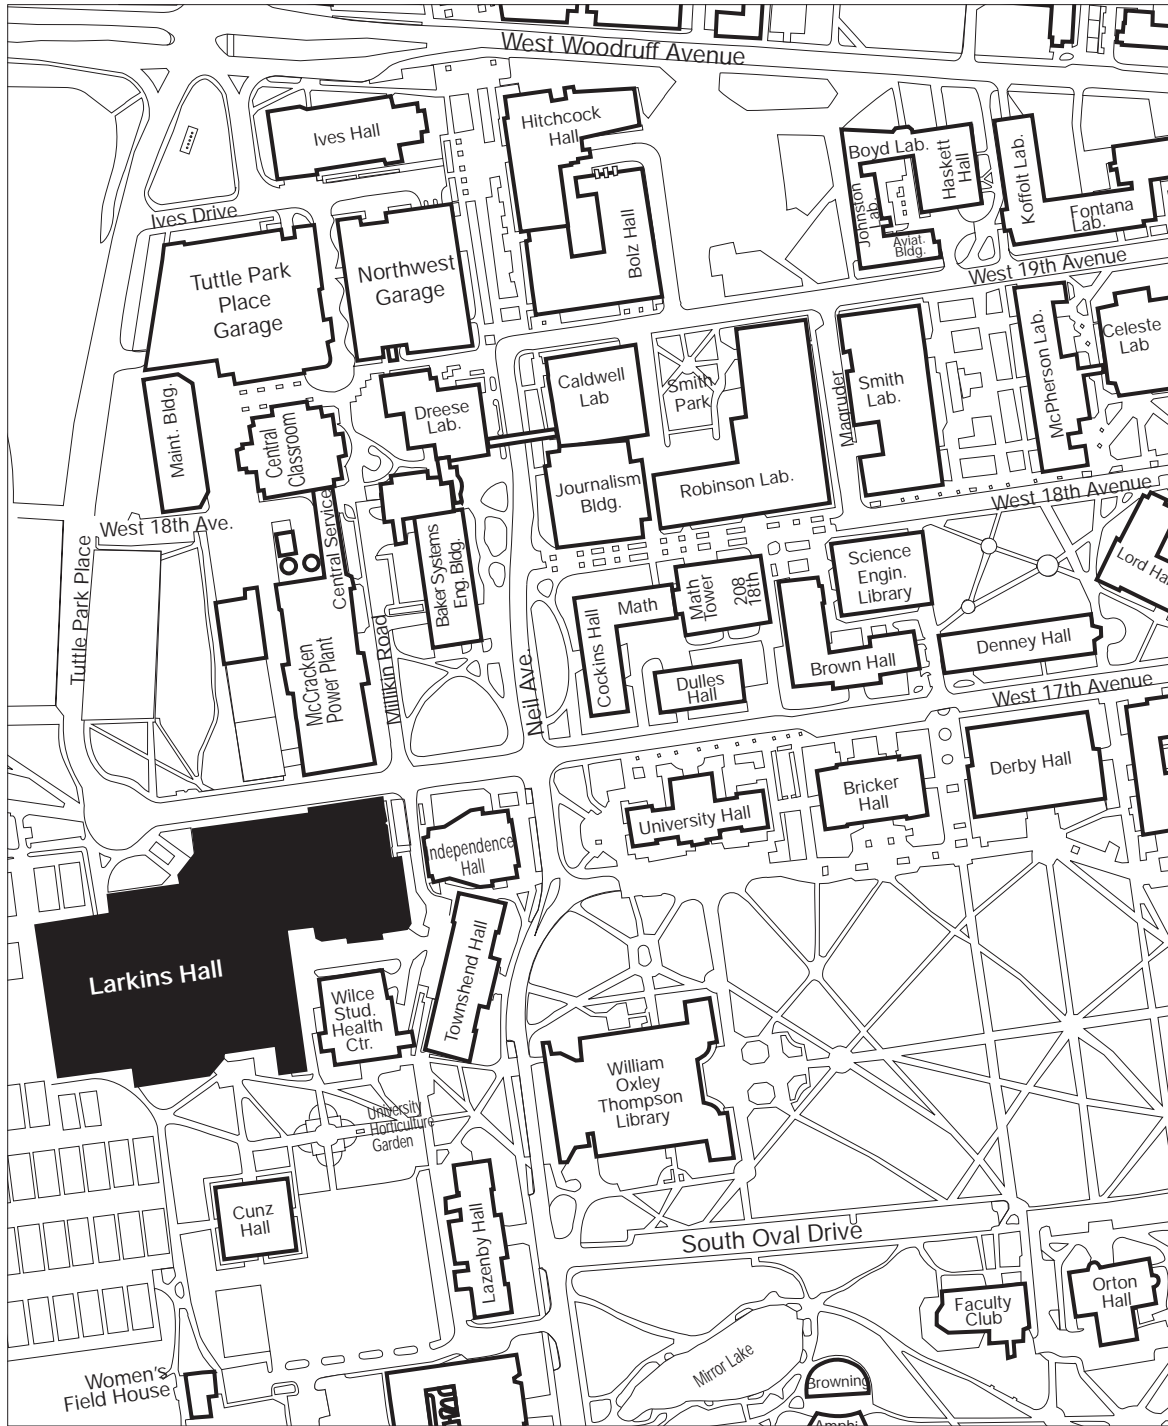 West Woodruff Avenue
Ives Hall
Hitchcock
Hall
Boyd Lab.
Haskett
Hall
Koffolt Lab.
Johnston
Lab.
Aviat.
Bldg.
Fontana
Lab.
Ives Drive
Tuttle Park
Place
Garage
Northwest
Garage
Bolz Hall
West 19th Avenue
Maint. Bldg.
Central
Classroom
Dreese
Lab.
Caldwell
Lab
Smith
Park
Magruder
Smith
Lab.
McPherson Lab.
Celeste
Lab
Journalism
Bldg.
Robinson Lab.
West 18th Avenue
West 18th Ave.
Central Service
Tuttle Park Place
Baker Systems
Eng. Bldg.
Science
Engin.
Library
Lord Ha
Math
Math
Tower
208
18th
Cockins Hall
Dulles
Hall
Brown Hall
Denney Hall
McCracken
Power Plant
Millikin Road
Neil Ave.
West 17th Avenue
Derby Hall
Bricker
Hall
University Hall
ndependence
Hall
Larkins Hall
Townshend Hall
Wilce
Stud.
Health
Ctr.
William
Oxley
Thompson
Library
University
Horticulture
Garden
Cunz
Hall
Lazenby Hall
South Oval Drive
Faculty
Club
Orton
Hall
Mirror Lake
Browning
Amphi
Women's
Field House